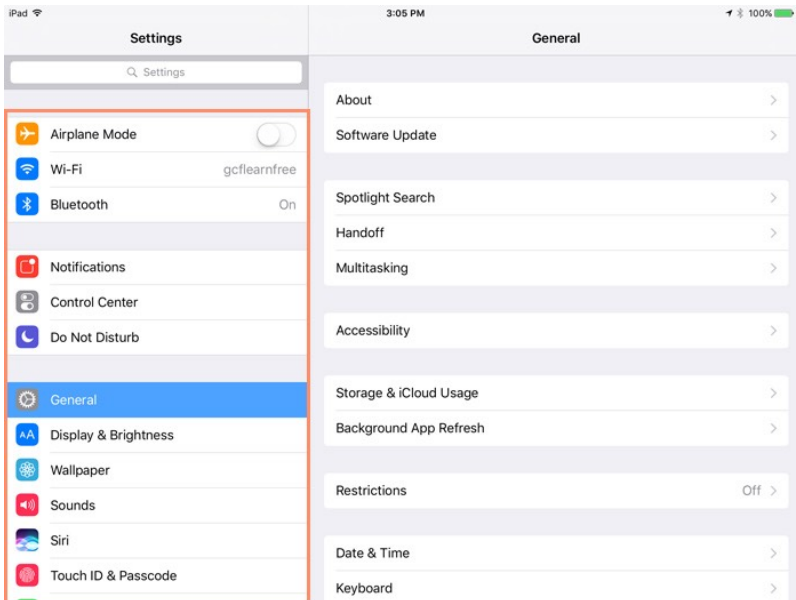 iPad
3:05 PM
100%
Settings
General
Settings
Airplane Mode
Wi-Fi
gcflearnfree
Bluetooth
On
Notifications
Control Center
Do Not Disturb
General
AA
Display & Brightness
Wallpaper
Sounds
Siri
Touch ID & Passcode
About
Software Update
Spotlight Search
Handoff
Multitasking
Accessibility
Storage & iCloud Usage
Background App Refresh
Restrictions
Off
Date & Time
Keyboard